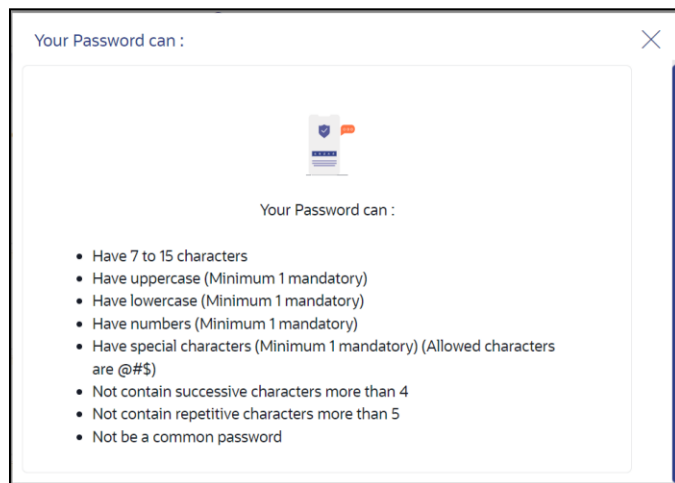 Your Password can :
Your Password can :
• Have 7 to 15 characters
• Have uppercase (Minimum 1 mandatory)
• Have lowercase (Minimum 1 mandatory)
• Have numbers (Minimum 1 mandatory)
• Have special characters (Minimum 1 mandatory) (Allowed characters
are @#$)
• Not contain successive characters more than 4
• Not contain repetitive characters more than 5
• Not be a common password